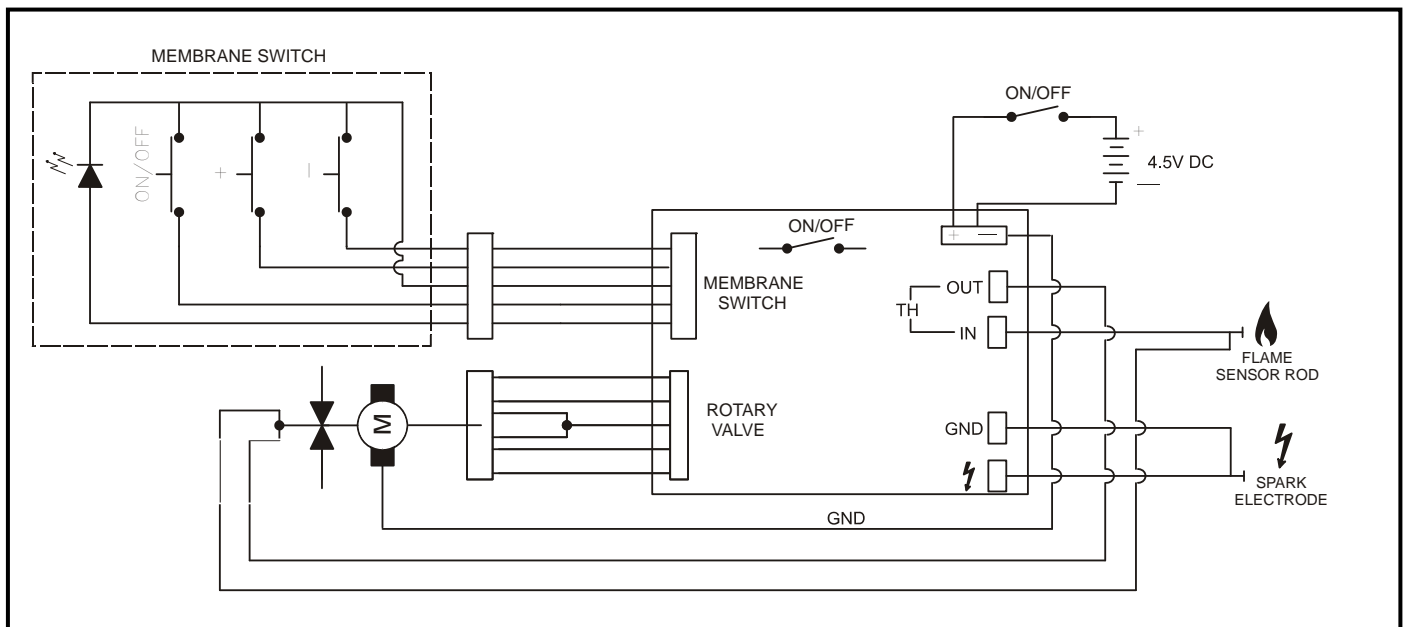 MEMBRANE SWITCH
ON/OFF
+
4.5V DC
—
ON/OFF
+
|
ON/OFF
+ —
MEMBRANE
SWITCH
OUT
TH
IN
FLAME
SENSOR ROD
M
ROTARY
VALVE
GND
SPARK
ELECTRODE
GND